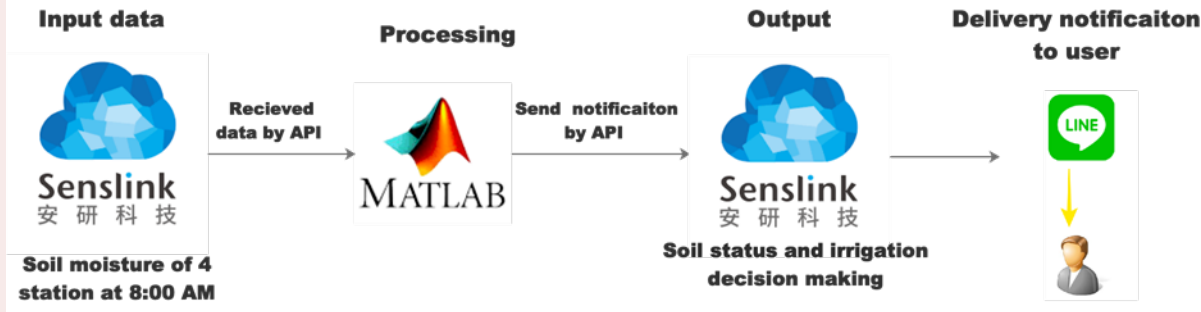 Input data
Senslink
安研科技
Soil moisture of 4
station at 8:00 AM
Recieved
data by API
Processing
MATLAB
Send notificaiton
by API
Output
Senslink
安研科技
Soil status and irrigation
decision making
Delivery notificaiton
to user
LINE